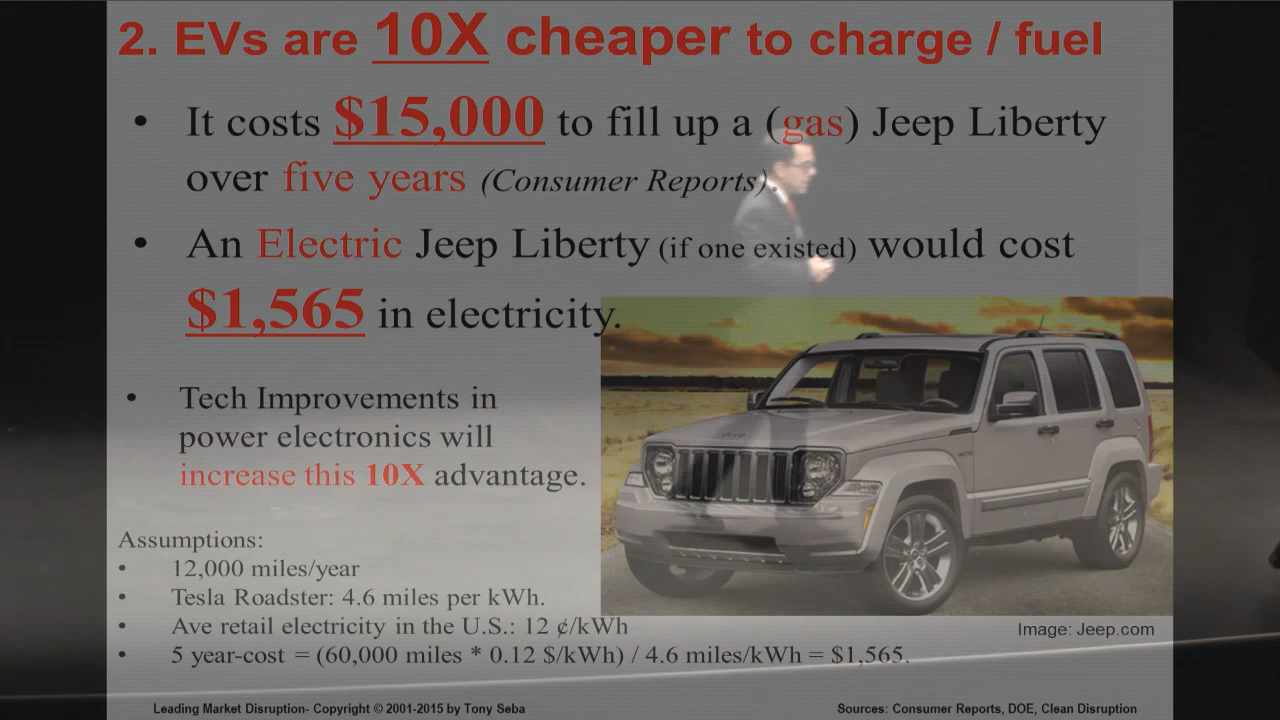 2. EVs are 10X cheaper to charge / fuel
• It costs $15,000 to fill up a (gas) Jeep Liberty
over five years (Consumer Reports).
• An Electric Jeep Liberty (if one existed) would cost
$1,565 in electricity.
• Tech Improvements in
power electronics will
increase this 10X advantage.
Assumptions:
• 12,000 miles/year
• Tesla Roadster: 4.6 miles per kWh.
• Ave retail electricity in the U.S.: 12 ¢/kWh
• 5 year-cost = (60,000 miles * 0.12 $/kWh) / 4.6 miles/kWh = $1,565.
Image: Jeep.com
Leading Market Disruption- Copyright © 2001-2015 by Tony Seba
Sources: Consumer Reports, DOE, Clean Disruption